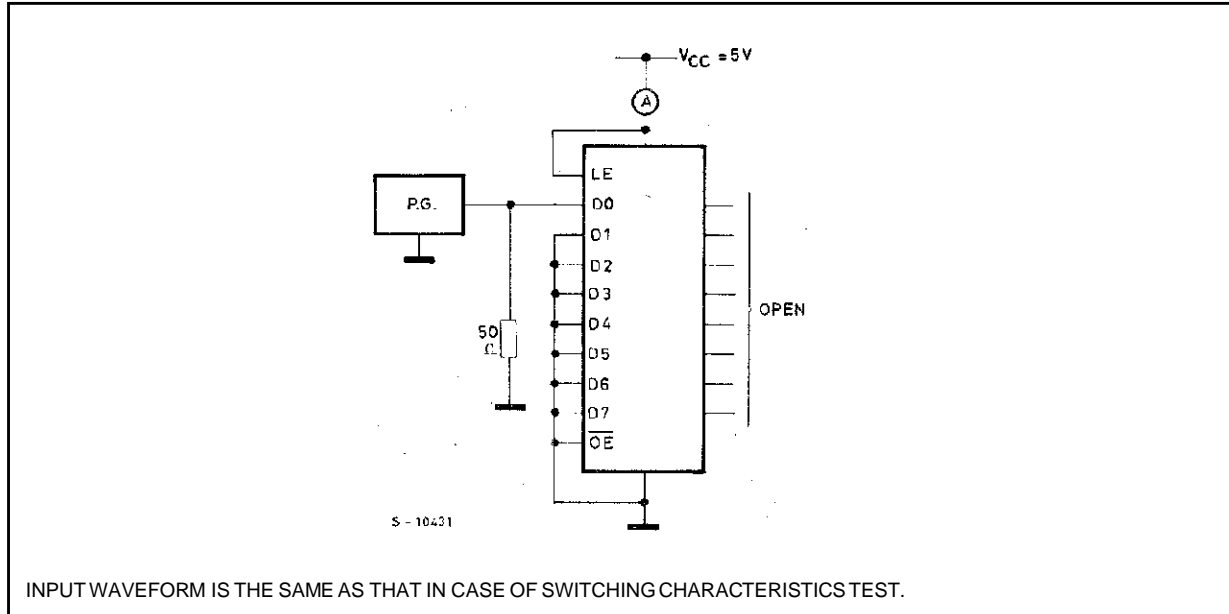 V_CC = 5V
A
LE
P.G.
D0
D1
D2
D3
D4
OPEN
50
Ω
D5
D6
D7
OE
S - 10431
INPUT WAVEFORM IS THE SAME AS THAT IN CASE OF SWITCHING CHARACTERISTICS TEST.